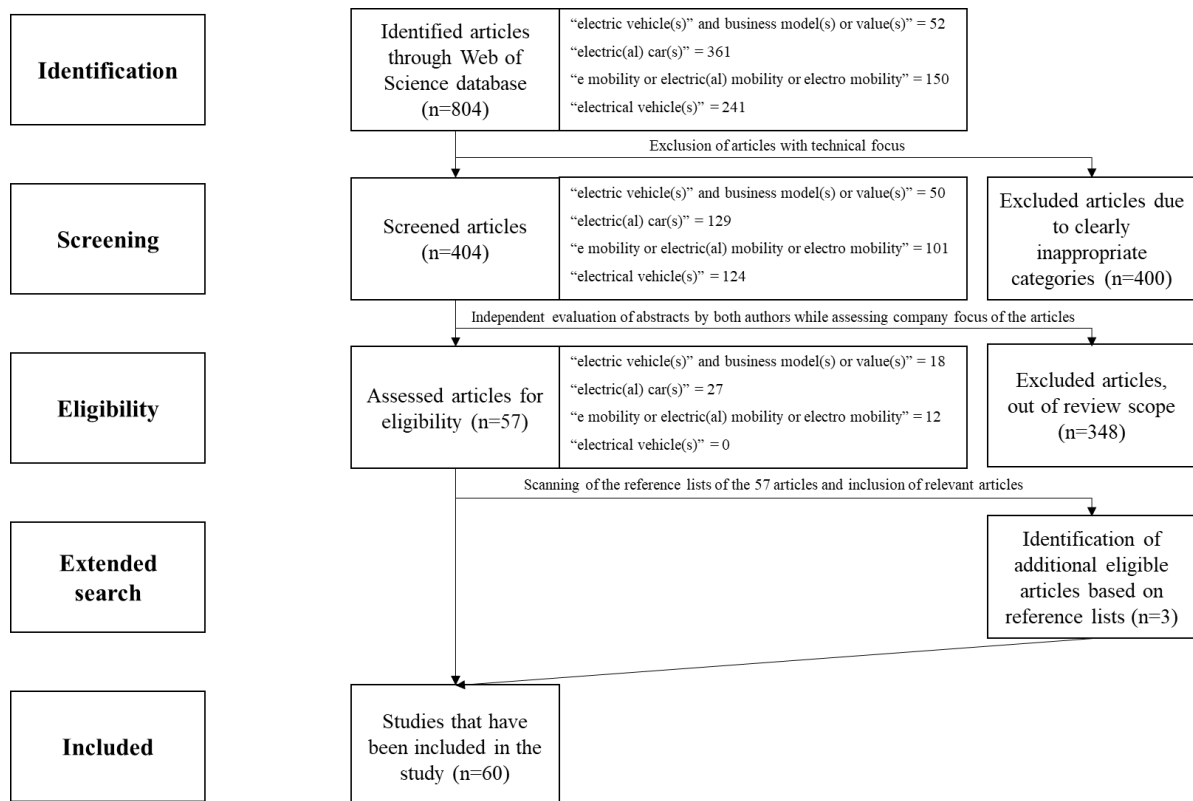 Identification
Identified articles
through Web of
Science database
(n=804)
“electric vehicle(s)” and business model(s) or value(s)” = 52
“electric(al) car(s)” = 361
“e mobility or electric(al) mobility or electro mobility” = 150
“electrical vehicle(s)” = 241
Exclusion of articles with technical focus
Screening
Screened articles
(n=404)
“electric vehicle(s)” and business model(s) or value(s)” = 50
“electric(al) car(s)” = 129
“e mobility or electric(al) mobility or electro mobility” = 101
“electrical vehicle(s)” = 124
Excluded articles due
to clearly
inappropriate
categories (n=400)
Independent evaluation of abstracts by both authors while assessing company focus of the articles
Eligibility
Assessed articles for
eligibility (n=57)
“electric vehicle(s)” and business model(s) or value(s)” = 18
“electric(al) car(s)” = 27
“e mobility or electric(al) mobility or electro mobility” = 12
“electrical vehicle(s)” = 0
Excluded articles,
out of review scope
(n=348)
Scanning of the reference lists of the 57 articles and inclusion of relevant articles
Extended
search
Identification of
additional eligible
articles based on
reference lists (n=3)
Included
Studies that have
been included in the
study (n=60)